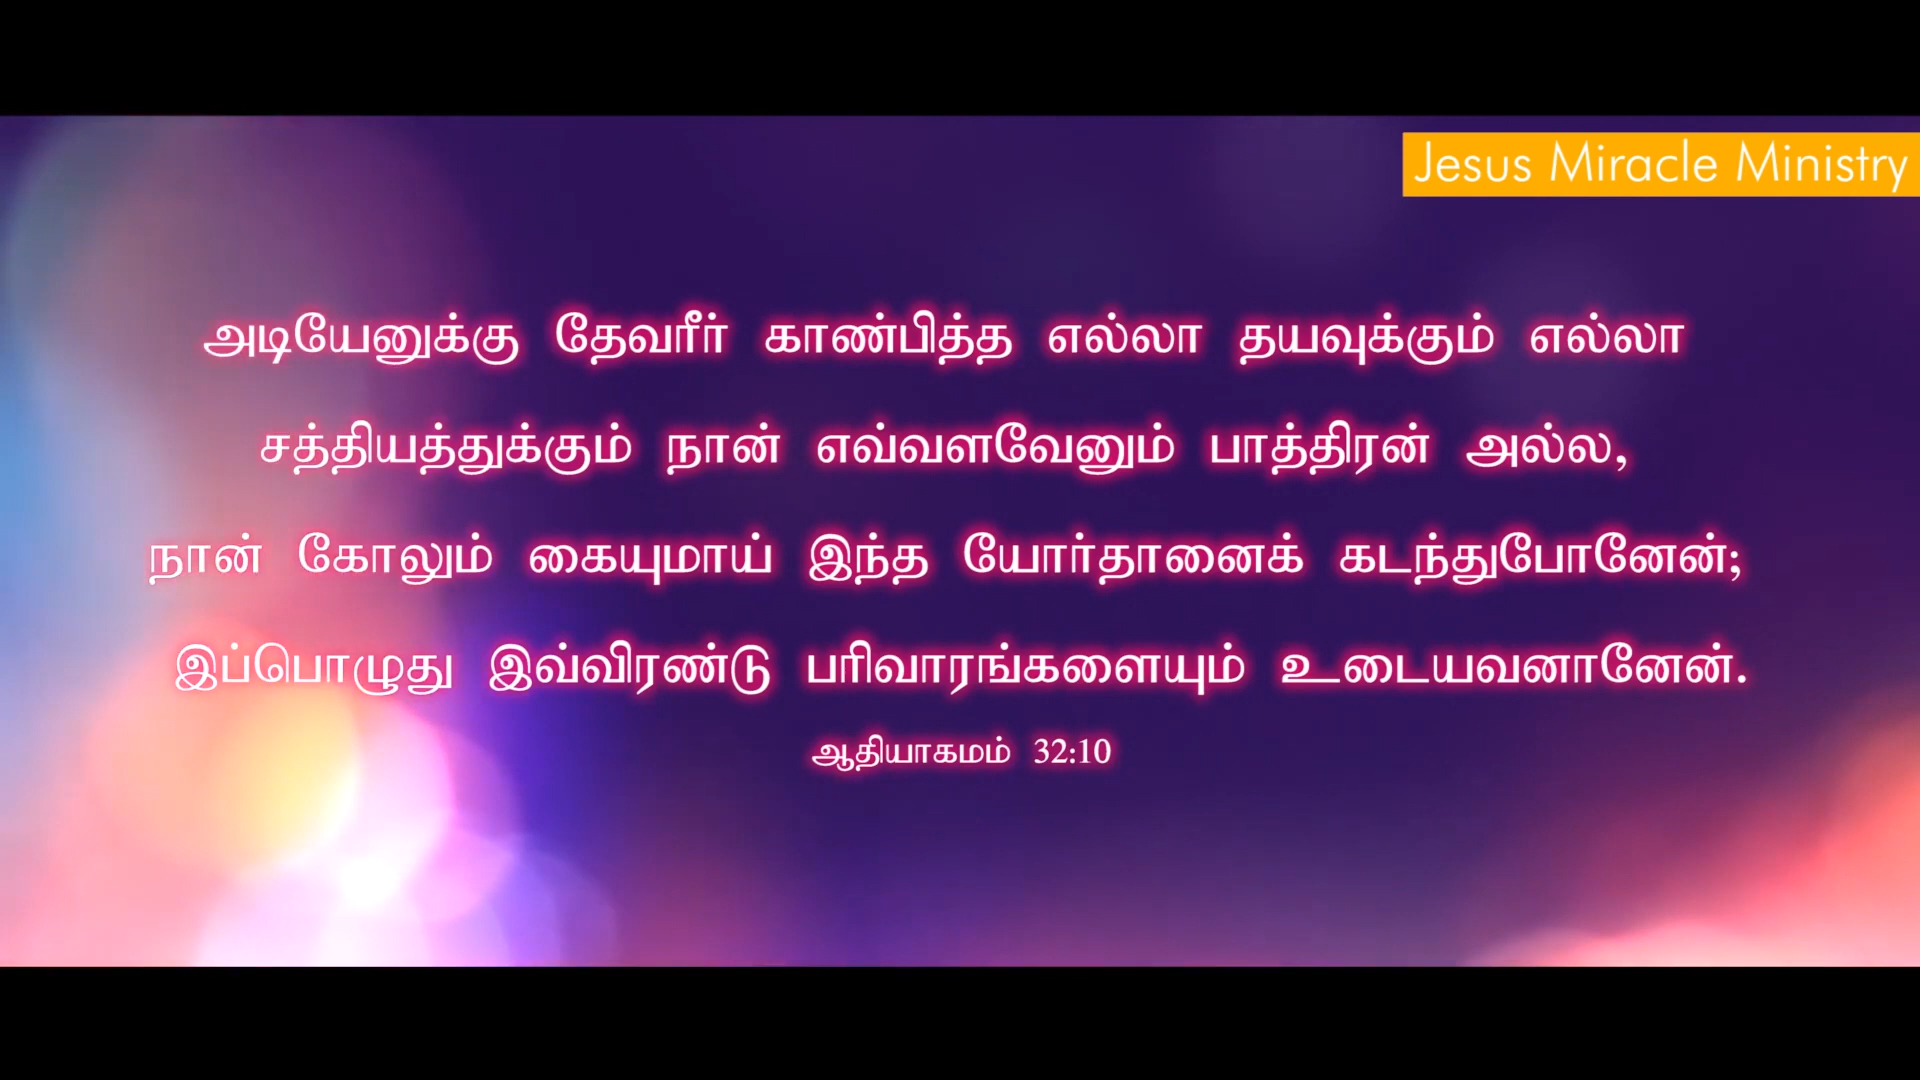 Jesus Miracle Ministry
அடியேனுக்கு தேவரீர் காண்பித்த எல்லா தயவுக்கும் எல்லா
சத்தியத்துக்கும் நான் எவ்வளவேனும் பாத்திரன் அல்ல,
நான் கோலும் கையுமாய் இந்த யோர்தானைக் கடந்துபோனேன்;
இப்பொழுது இவ்விரண்டு பரிவாரங்களையும் உடையவனானேன்.
ஆதியாகமம் 32:10